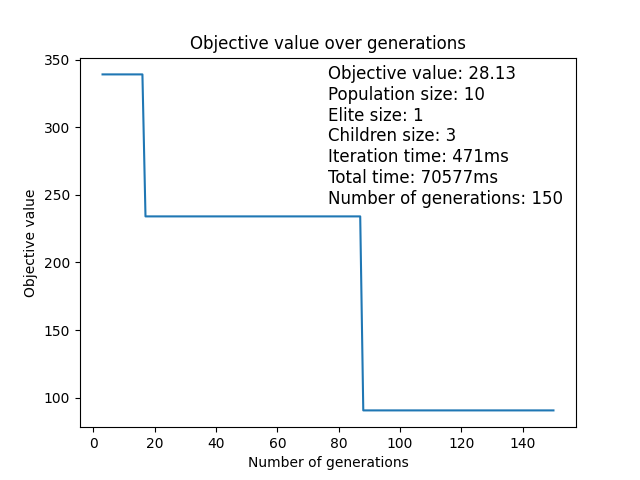 Objective value over generations
Objective value: 28.13
Population size: 10
Elite size: 1
Children size: 3
Iteration time: 471ms
Total time: 70577ms
Number of generations: 150
350
300
250
200
150
100
Objective value
0 20 40 60 80 100 120 140
Number of generations